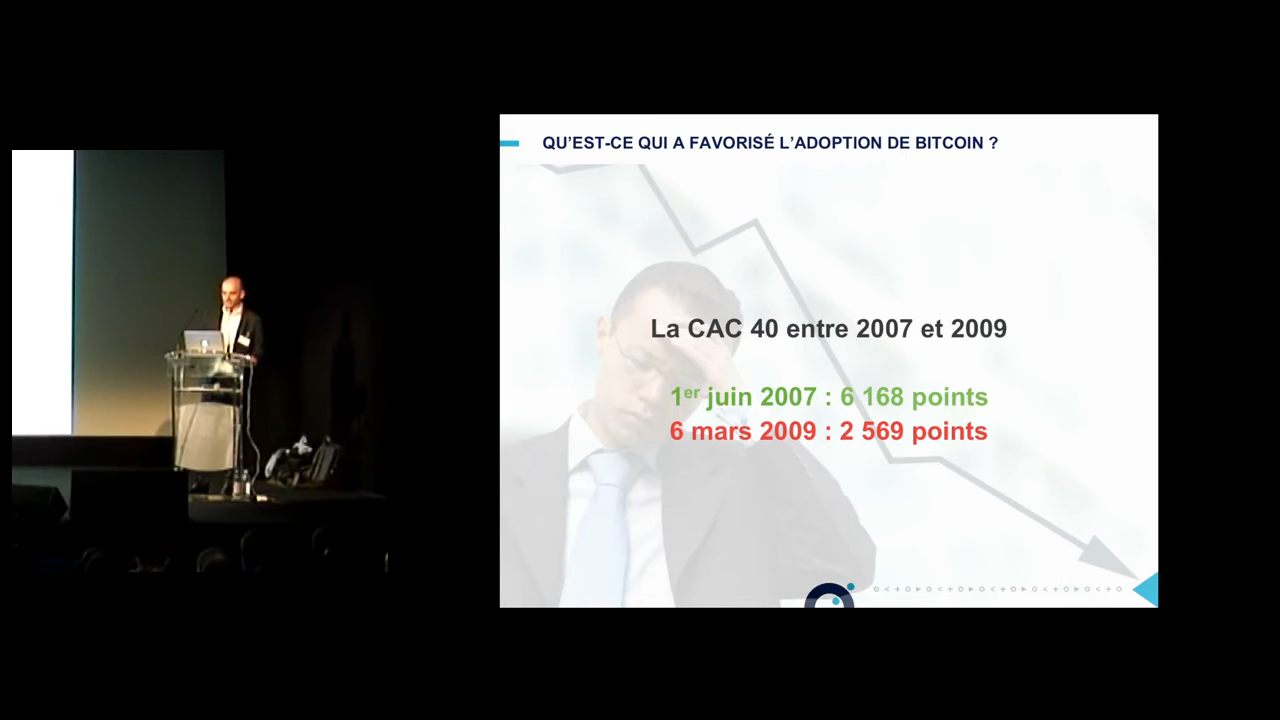 QU'EST-CE QUI A FAVORISÉ L'ADOPTION DE BITCOIN ?
La CAC 40 entre 2007 et 2009
1er juin 2007 : 6 168 points
6 mars 2009 : 2 569 points